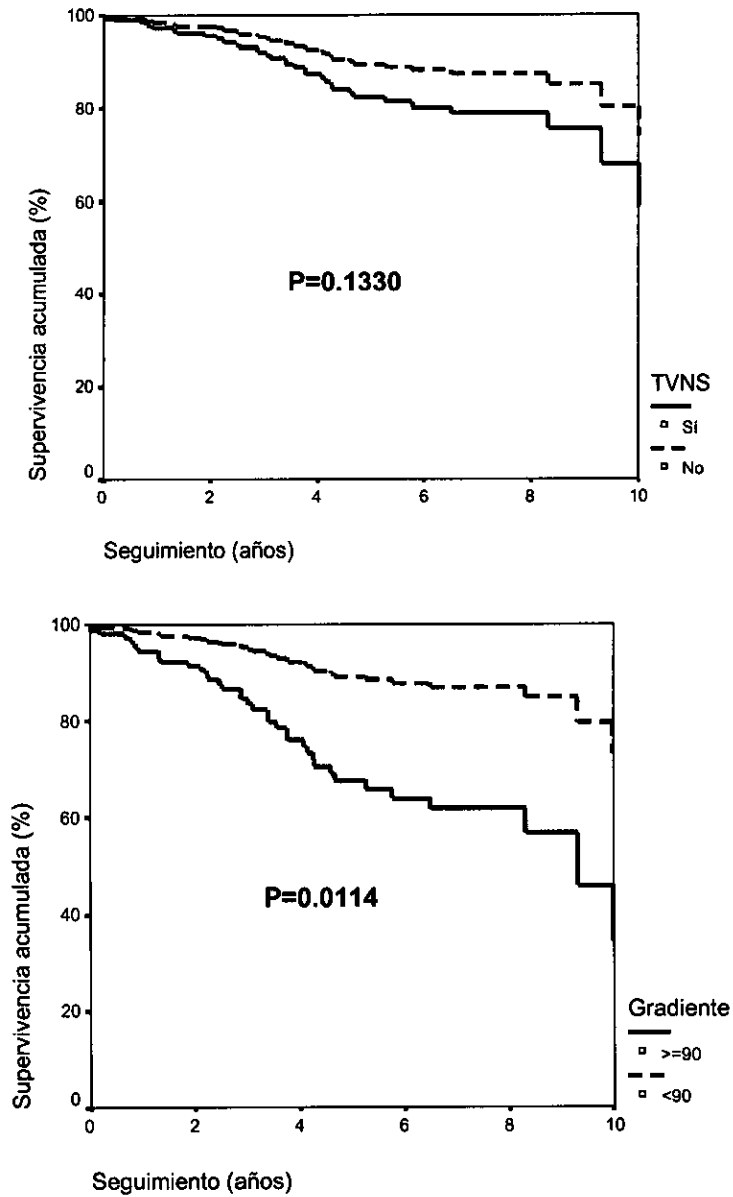 Supervivencia acumulada (%)
100
80
60
40
20
0
P=0.1330
0 2 4 6 8 10
Seguimiento (años)
TVNS
Sí
No
Supervivencia acumulada (%)
100
80
60
40
20
0
P=0.0114
0 2 4 6 8 10
Seguimiento (años)
Gradiente
>=90
<90